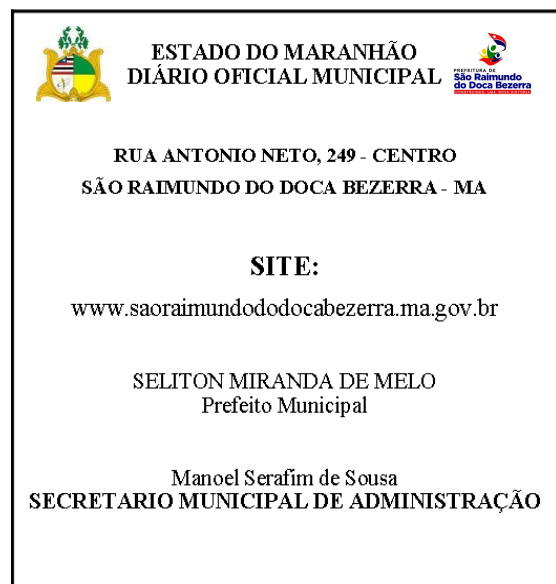 ESTADO DO MARANHÃO
DIÁRIO OFICIAL MUNICIPAL
PREFEITURA DE
São Raimundo
do Doca Bezerra
RUA ANTONIO NETO, 249 - CENTRO
SÃO RAIMUNDO DO DOCA BEZERRA - MA
SITE:
www.saoraimundododocabezerra.ma.gov.br
SELITON MIRANDA DE MELO
Prefeito Municipal
Manoel Serafim de Sousa
SECRETARIO MUNICIPAL DE ADMINISTRAÇÃO